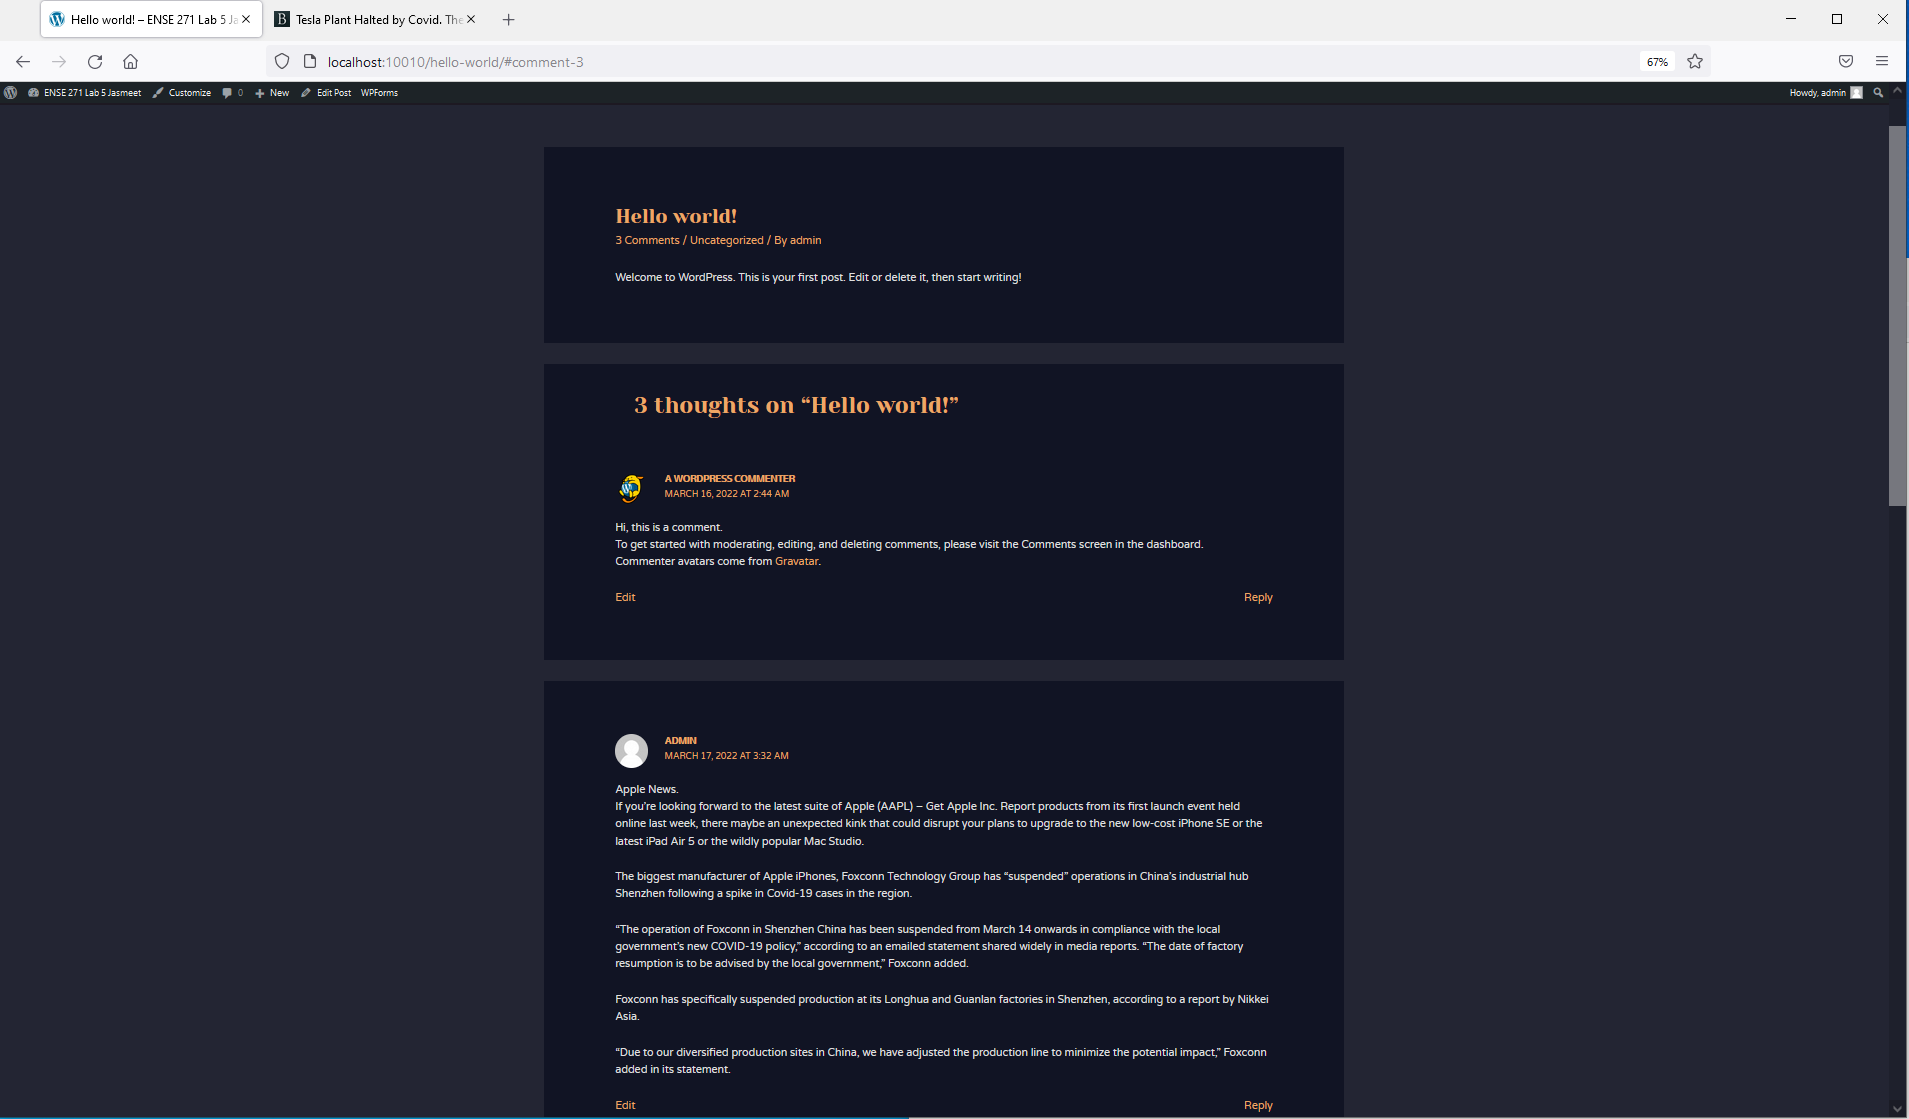 Hello world! – ENSE 271 Lab 5 Ja
Tesla Plant Halted by Covid. The
localhost:10010/hello-world/#comment-3
67%
ENSE 271 Lab 5 Jasmeet
Customize
0
New
Edit Post
WPForms
Howdy, admin
Hello world!
3 Comments / Uncategorized / By admin
Welcome to WordPress. This is your first post. Edit or delete it, then start writing!
3 thoughts on “Hello world!”
A WORDPRESS COMMENTER
MARCH 16, 2022 AT 2:44 AM
Hi, this is a comment.
To get started with moderating, editing, and deleting comments, please visit the Comments screen in the dashboard.
Commenter avatars come from Gravatar.
Edit
Reply
ADMIN
MARCH 17, 2022 AT 3:32 AM
Apple News.
If you’re looking forward to the latest suite of Apple (AAPL) – Get Apple Inc. Report products from its first launch event held
online last week, there maybe an unexpected kink that could disrupt your plans to upgrade to the new low-cost iPhone SE or the
latest iPad Air 5 or the wildly popular Mac Studio.
The biggest manufacturer of Apple iPhones, Foxconn Technology Group has “suspended” operations in China’s industrial hub
Shenzhen following a spike in Covid-19 cases in the region.
“The operation of Foxconn in Shenzhen China has been suspended from March 14 onwards in compliance with the local
government’s new COVID-19 policy,” according to an emailed statement shared widely in media reports. “The date of factory
resumption is to be advised by the local government,” Foxconn added.
Foxconn has specifically suspended production at its Longhua and Guanlan factories in Shenzhen, according to a report by Nikkei
Asia.
“Due to our diversified production sites in China, we have adjusted the production line to minimize the potential impact,” Foxconn
added in its statement.
Edit
Reply